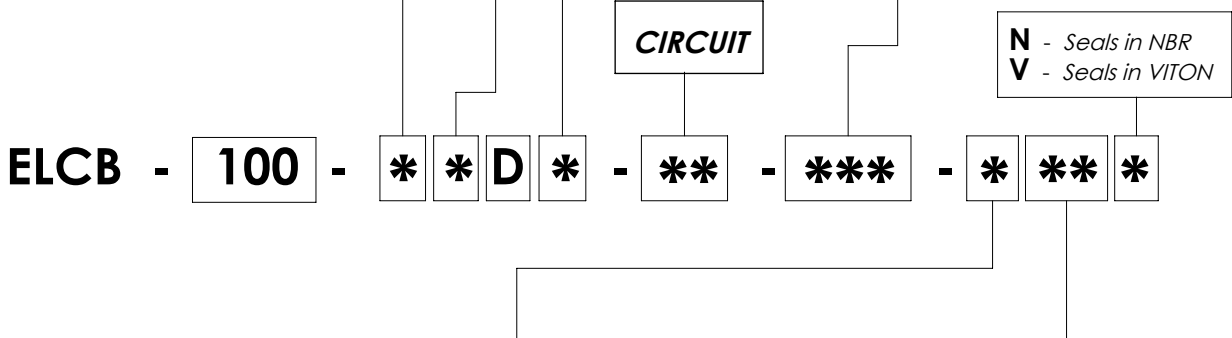 CIRCUIT
N - Seals in NBR
V - Seals in VITON
ELCB - 100 - * * D * - ** - *** - * ** *